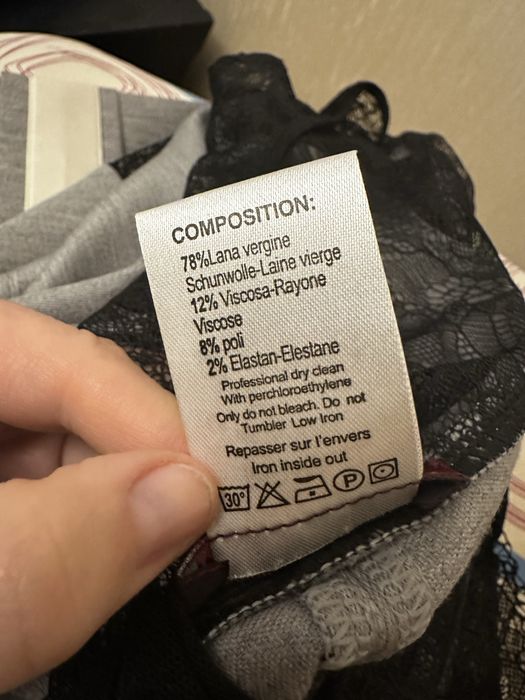 COMPOSITION:
78%Lana vergine
Schunwolle-Laine vierge
12% Viscosa-Rayone
Viscose
8% poli
2% Elastan-Elestane
Professional dry clean
With perchloroethylene
Only do not bleach. Do not
Tumbler Low Iron
Repasser sur l'envers
Iron inside out
30° P